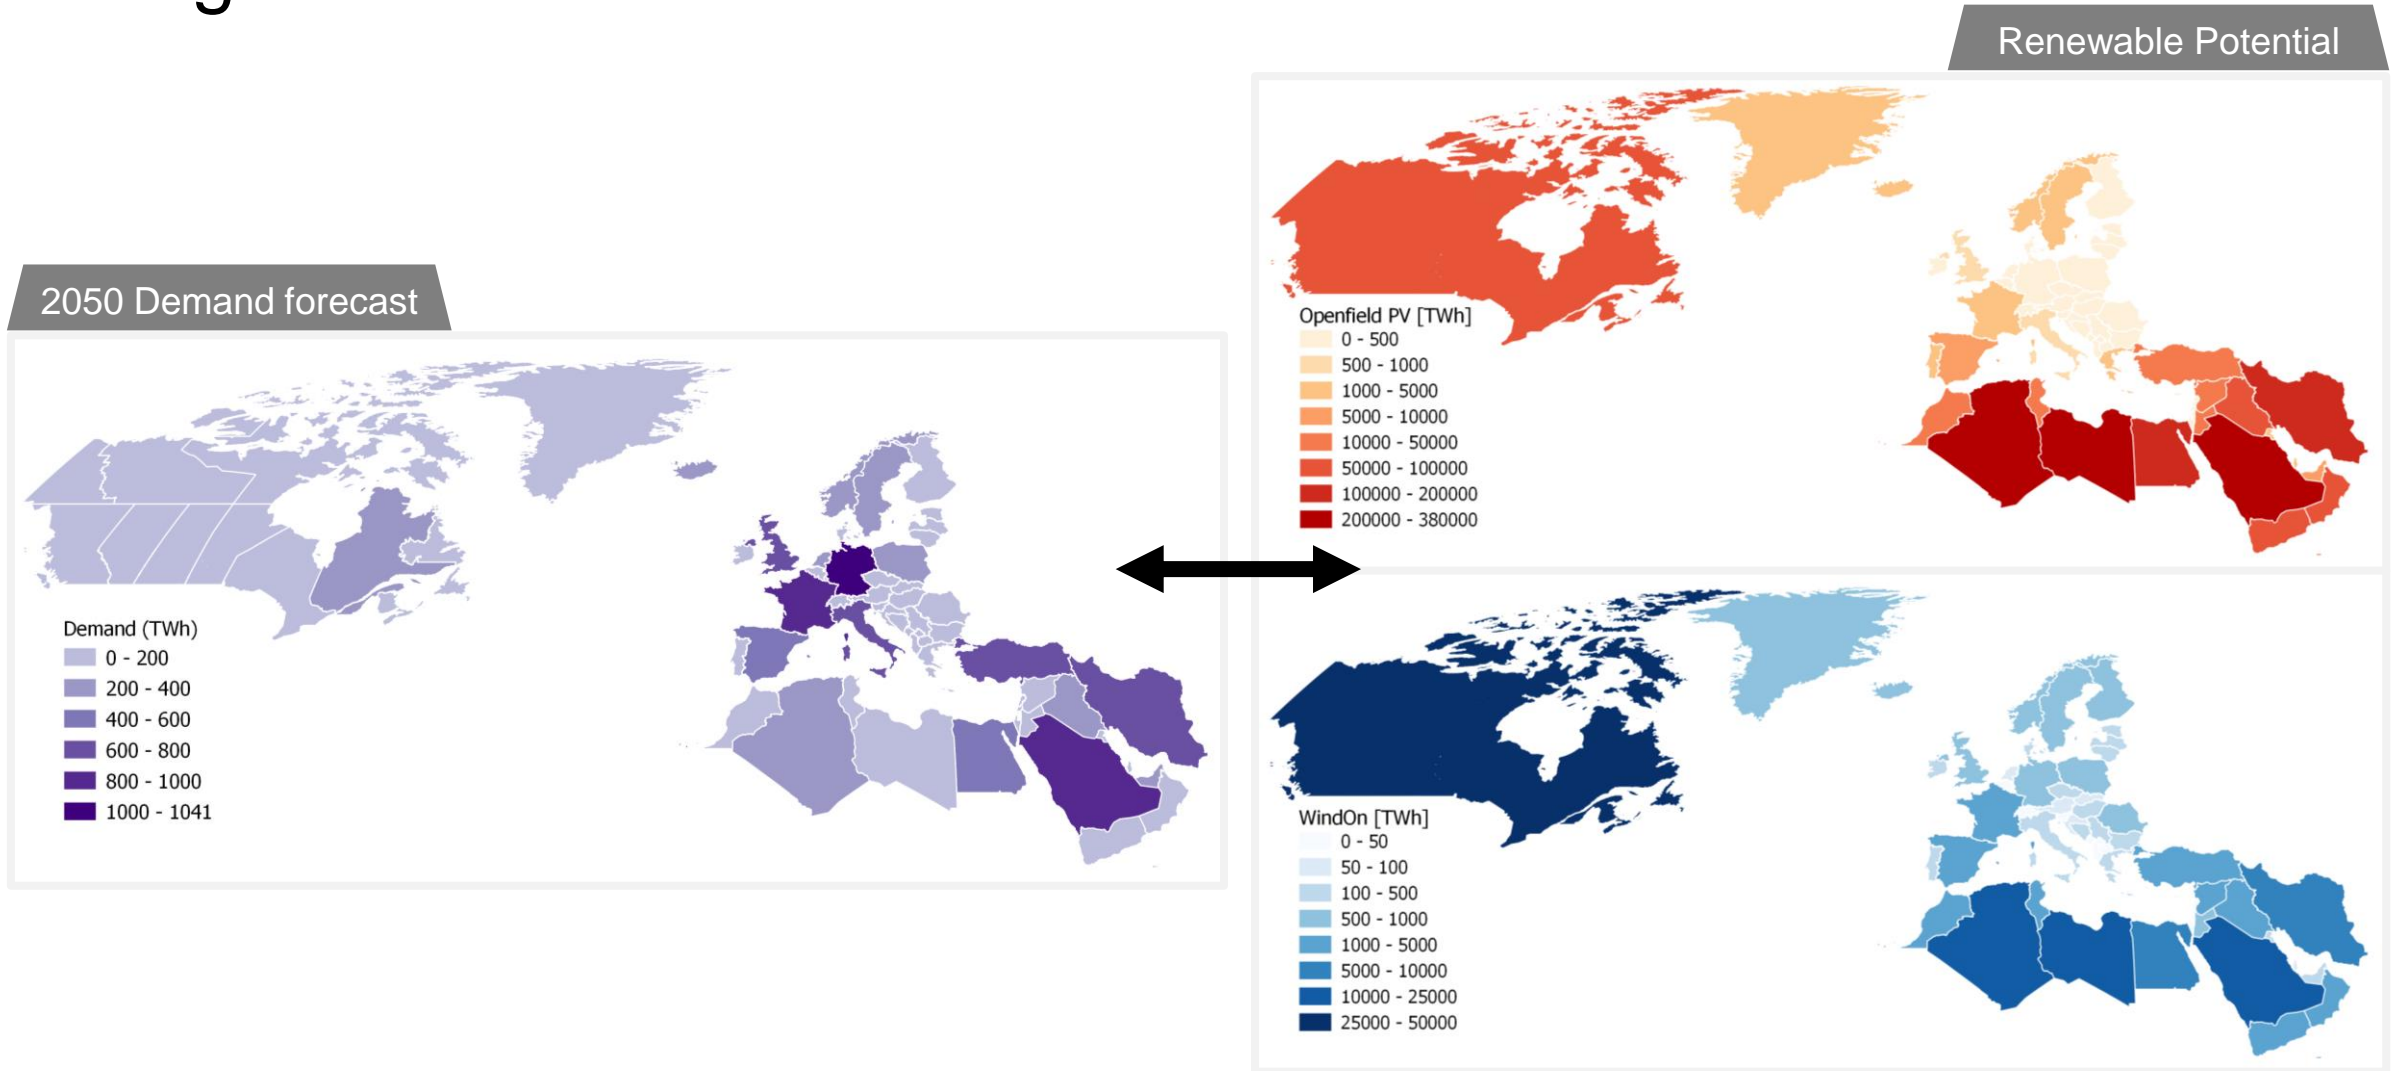 2050 Demand forecast
Demand (TWh)
0 - 200
200 - 400
400 - 600
600 - 800
800 - 1000
1000 - 1041
Renewable Potential
Openfield PV [TWh]
0 - 500
500 - 1000
1000 - 5000
5000 - 10000
10000 - 50000
50000 - 100000
100000 - 200000
200000 - 380000
WindOn [TWh]
0 - 50
50 - 100
100 - 500
500 - 1000
1000 - 5000
5000 - 10000
10000 - 25000
25000 - 50000